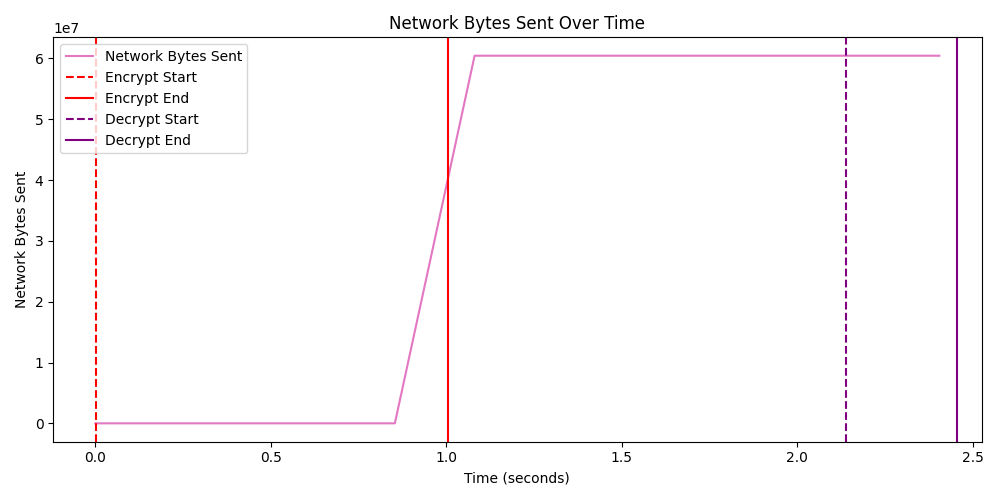 Network Bytes Sent Over Time
1e7
Network Bytes Sent
Encrypt Start
Encrypt End
Decrypt Start
Decrypt End
6
5
4
3
2
1
0
Network Bytes Sent
0.0 0.5 1.0 1.5 2.0 2.5
Time (seconds)